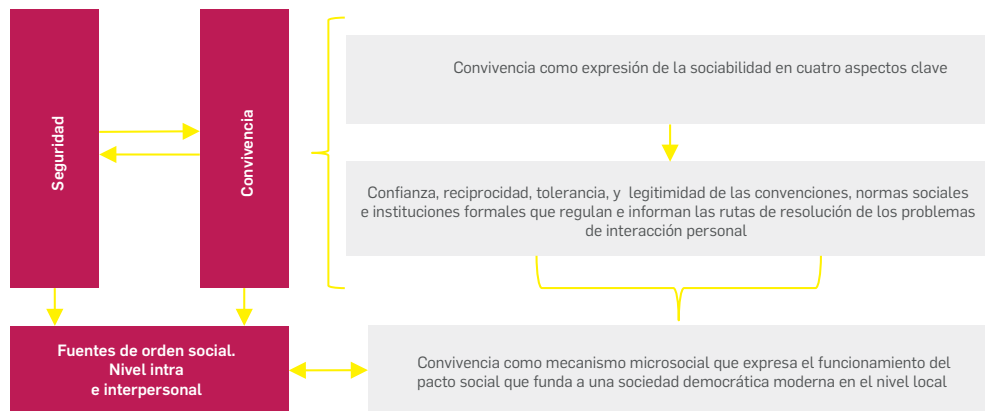 Seguridad
Convivencia
Convivencia como expresión de la sociabilidad en cuatro aspectos clave
Confianza, reciprocidad, tolerancia, y legitimidad de las convenciones, normas sociales
e instituciones formales que regulan e informan las rutas de resolución de los problemas
de interacción personal
Fuentes de orden social.
Nivel intra
e interpersonal
Convivencia como mecanismo microsocial que expresa el funcionamiento del
pacto social que funda a una sociedad democrática moderna en el nivel local